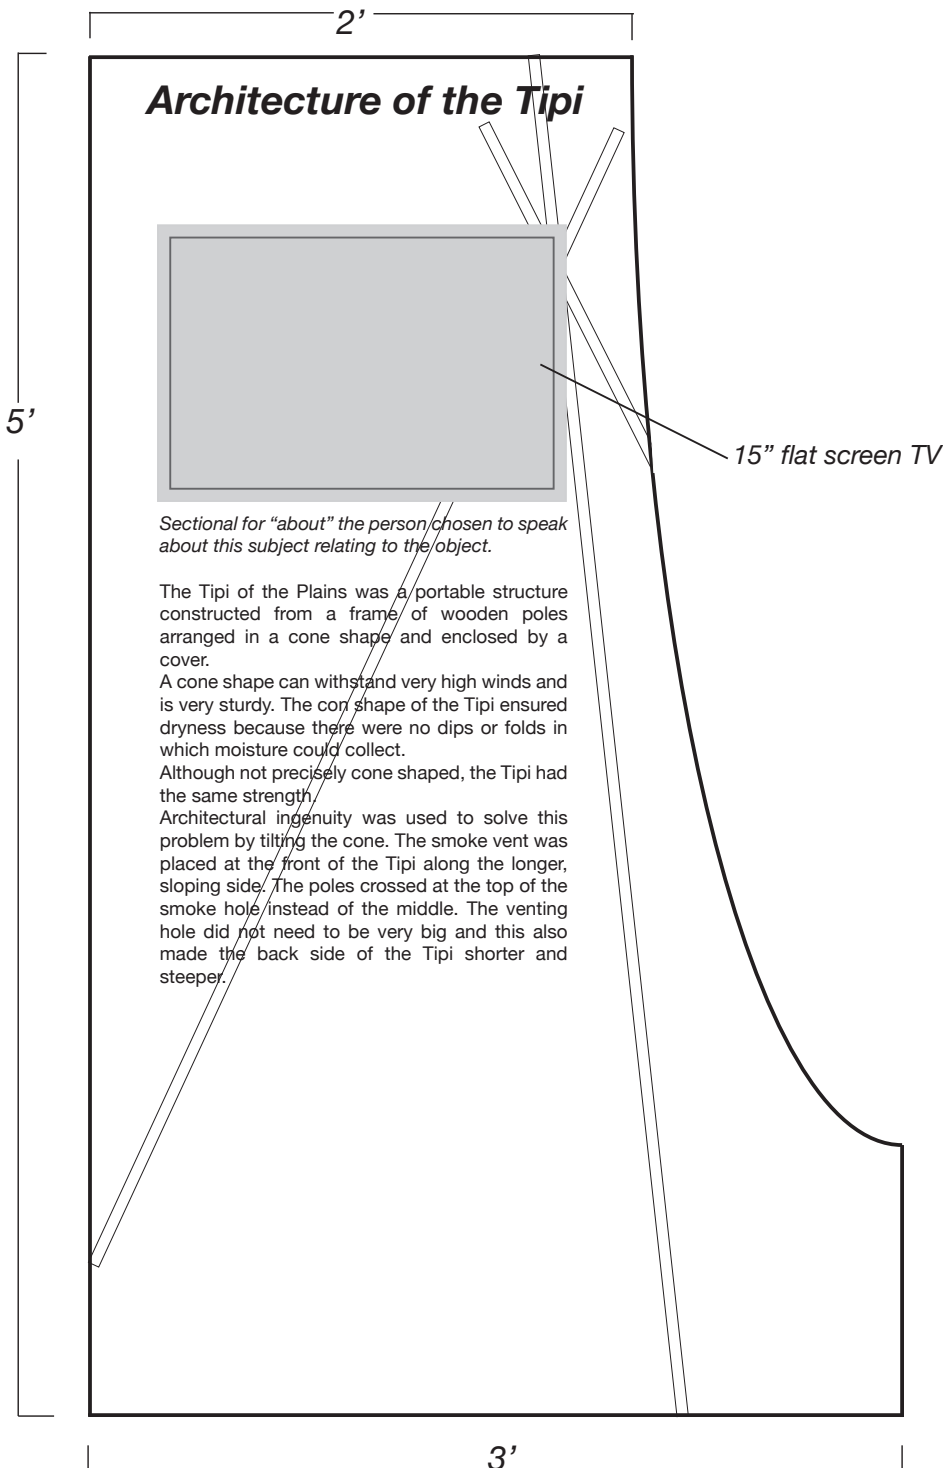 2’
Architecture of the Tipi
5’
15” flat screen TV
Sectional for “about” the person chosen to speak
about this subject relating to the object.
The Tipi of the Plains was a portable structure
constructed from a frame of wooden poles
arranged in a cone shape and enclosed by a
cover.
A cone shape can withstand very high winds and
is very sturdy. The con shape of the Tipi ensured
dryness because there were no dips or folds in
which moisture could collect.
Although not precisely cone shaped, the Tipi had
the same strength.
Architectural ingenuity was used to solve this
problem by tilting the cone. The smoke vent was
placed at the front of the Tipi along the longer,
sloping side. The poles crossed at the top of the
smoke hole instead of the middle. The venting
hole did not need to be very big and this also
made the back side of the Tipi shorter and
steeper.
3’